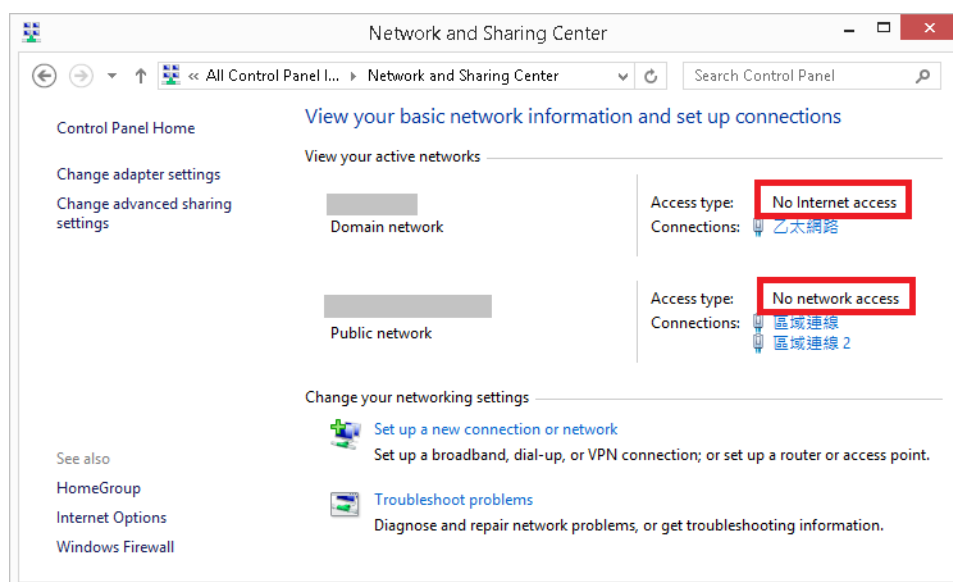 Network and Sharing Center
« All Control Panel I... Network and Sharing Center
Search Control Panel
Control Panel Home
Change adapter settings
Change advanced sharing
settings
View your basic network information and set up connections
View your active networks
Domain network
Access type: No Internet access
Connections: 乙太網路
Public network
Access type: No network access
Connections: 區域連線
區域連線 2
Change your networking settings
Set up a new connection or network
Set up a broadband, dial-up, or VPN connection; or set up a router or access point.
Troubleshoot problems
Diagnose and repair network problems, or get troubleshooting information.
See also
HomeGroup
Internet Options
Windows Firewall